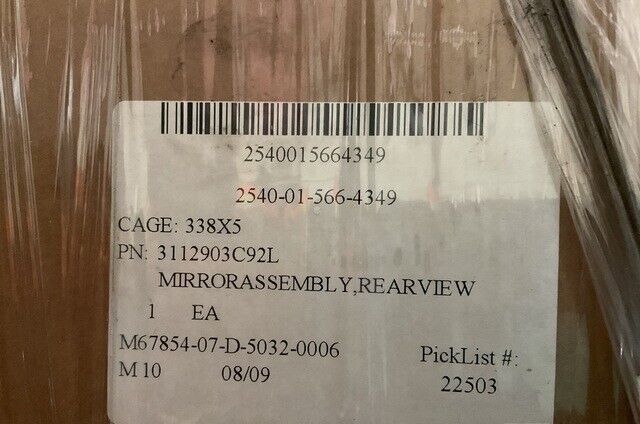 2540015664349
2540-01-566-4349
CAGE: 338X5
PN: 3112903C92L
MIRRORASSEMBLY,REARVIEW
1 EA
M67854-07-D-5032-0006
M 10 08/09
PickList #:
22503